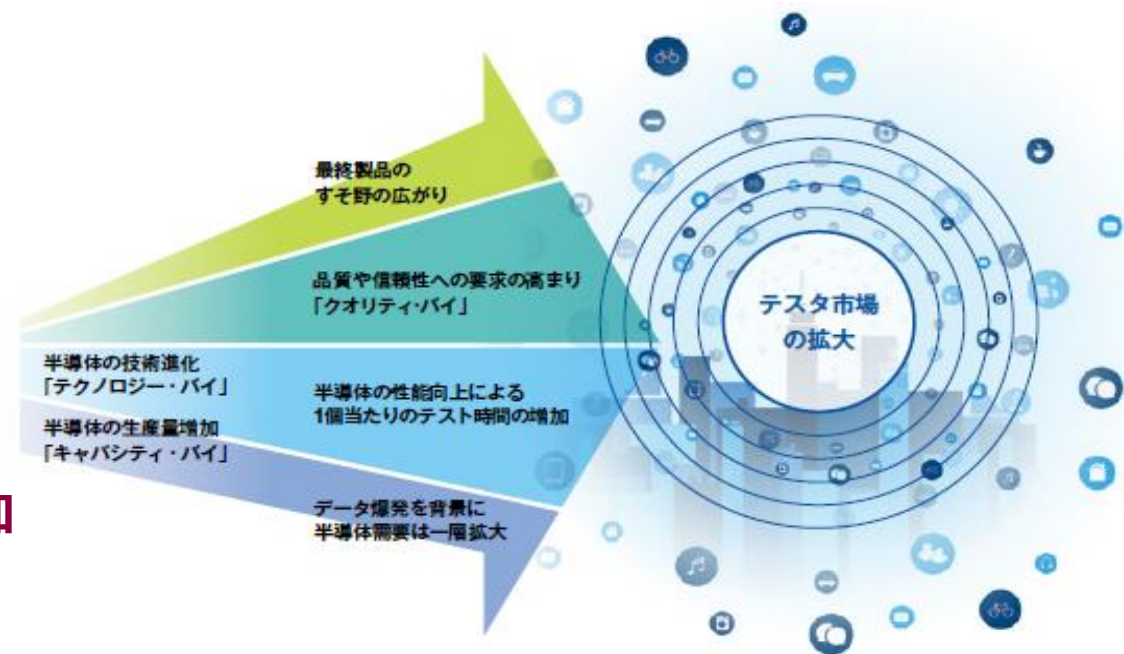 最終製品の
すそ野の広がり
品質や信頼性への要求の高まり
「クオリティ・バイ」
半導体の技術進化
「テクノロジー・バイ」
半導体の性能向上による
1個当たりのテスト時間の増加
半導体の生産量増加
「キャパシティ・バイ」
データ爆発を背景に
半導体需要は一層拡大
テスタ市場
の拡大